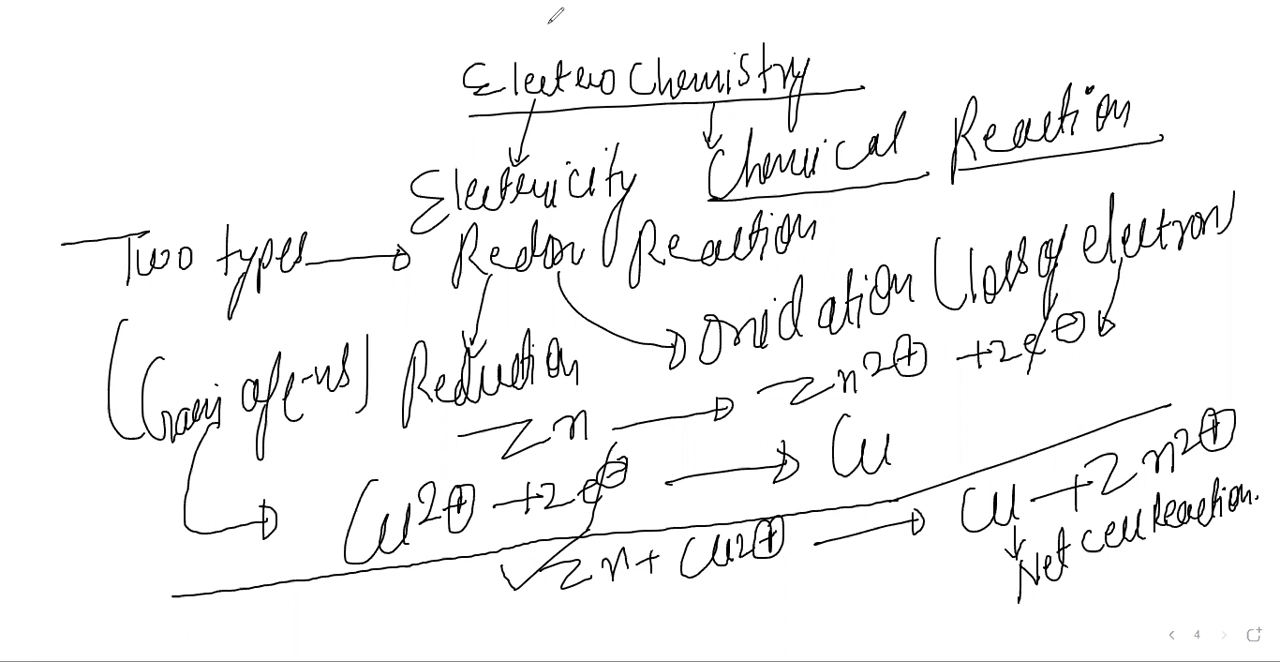 Electro Chemistry
Electricity Chemical Reaction
Two types → Redox Reaction
(Gain of e-ns) Reduction → Oxidation (loss of electron)
Zn → Zn²⊕ + 2e⊖
Cu²⊕ + 2e⊖ → Cu
Zn + Cu2⊕ → Cu + Zn²⊕
Net cell Reaction.
4